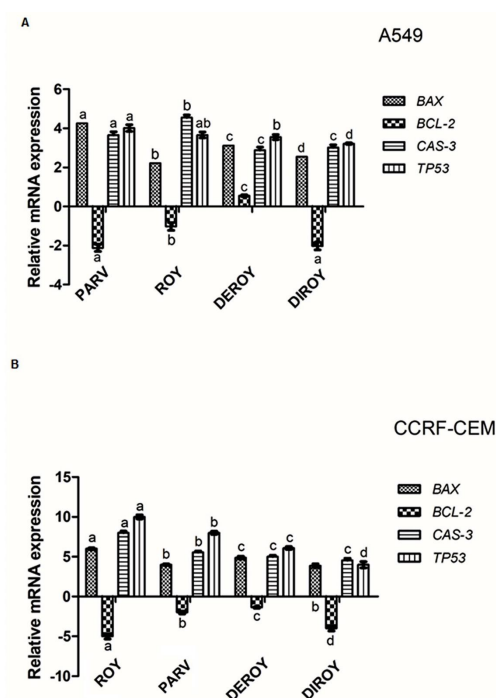 A
A549
6
4
2
0
-2
-4
Relative mRNA expression
a
a
a
a
b
b
b
ab
c
c
c
b
d
a
c
d
PARV
ROY
DEROY
DIROY
BAX
BCL-2
CAS-3
TP53
B
CCRF-CEM
15
10
5
0
-5
-10
Relative mRNA expression
a
a
a
a
b
b
b
b
c
c
c
c
b
d
c
d
ROY
PARV
DEROY
DIROY
BAX
BCL-2
CAS-3
TP53